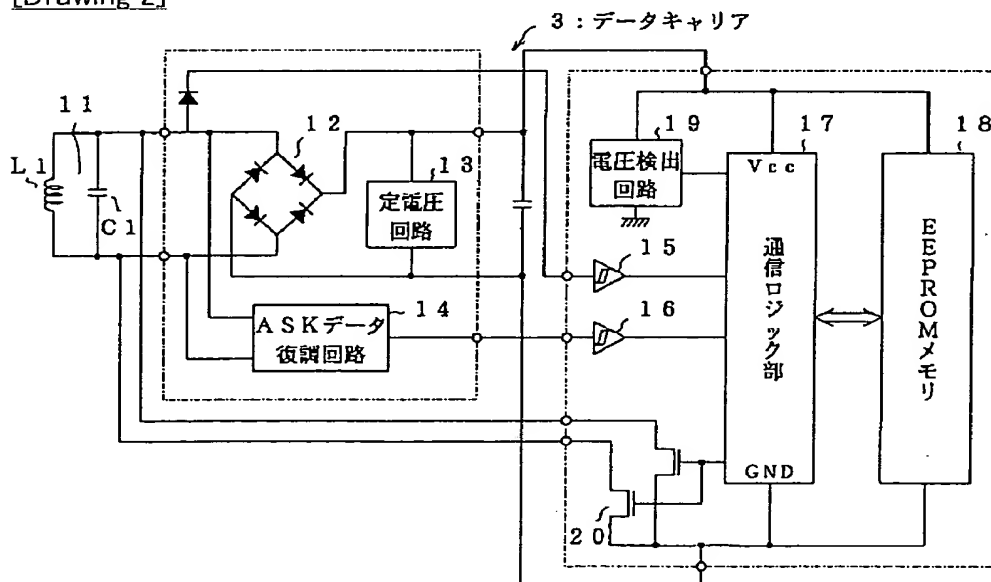 [Drawing 2]
3：データキャリア
11
12
19
17
18
L1
C1
13
定電圧
回路
電圧検出
回路
Vcc
通信ロジック部
EEPROMメモリ
15
14
16
ASKデータ
復調回路
GND
20